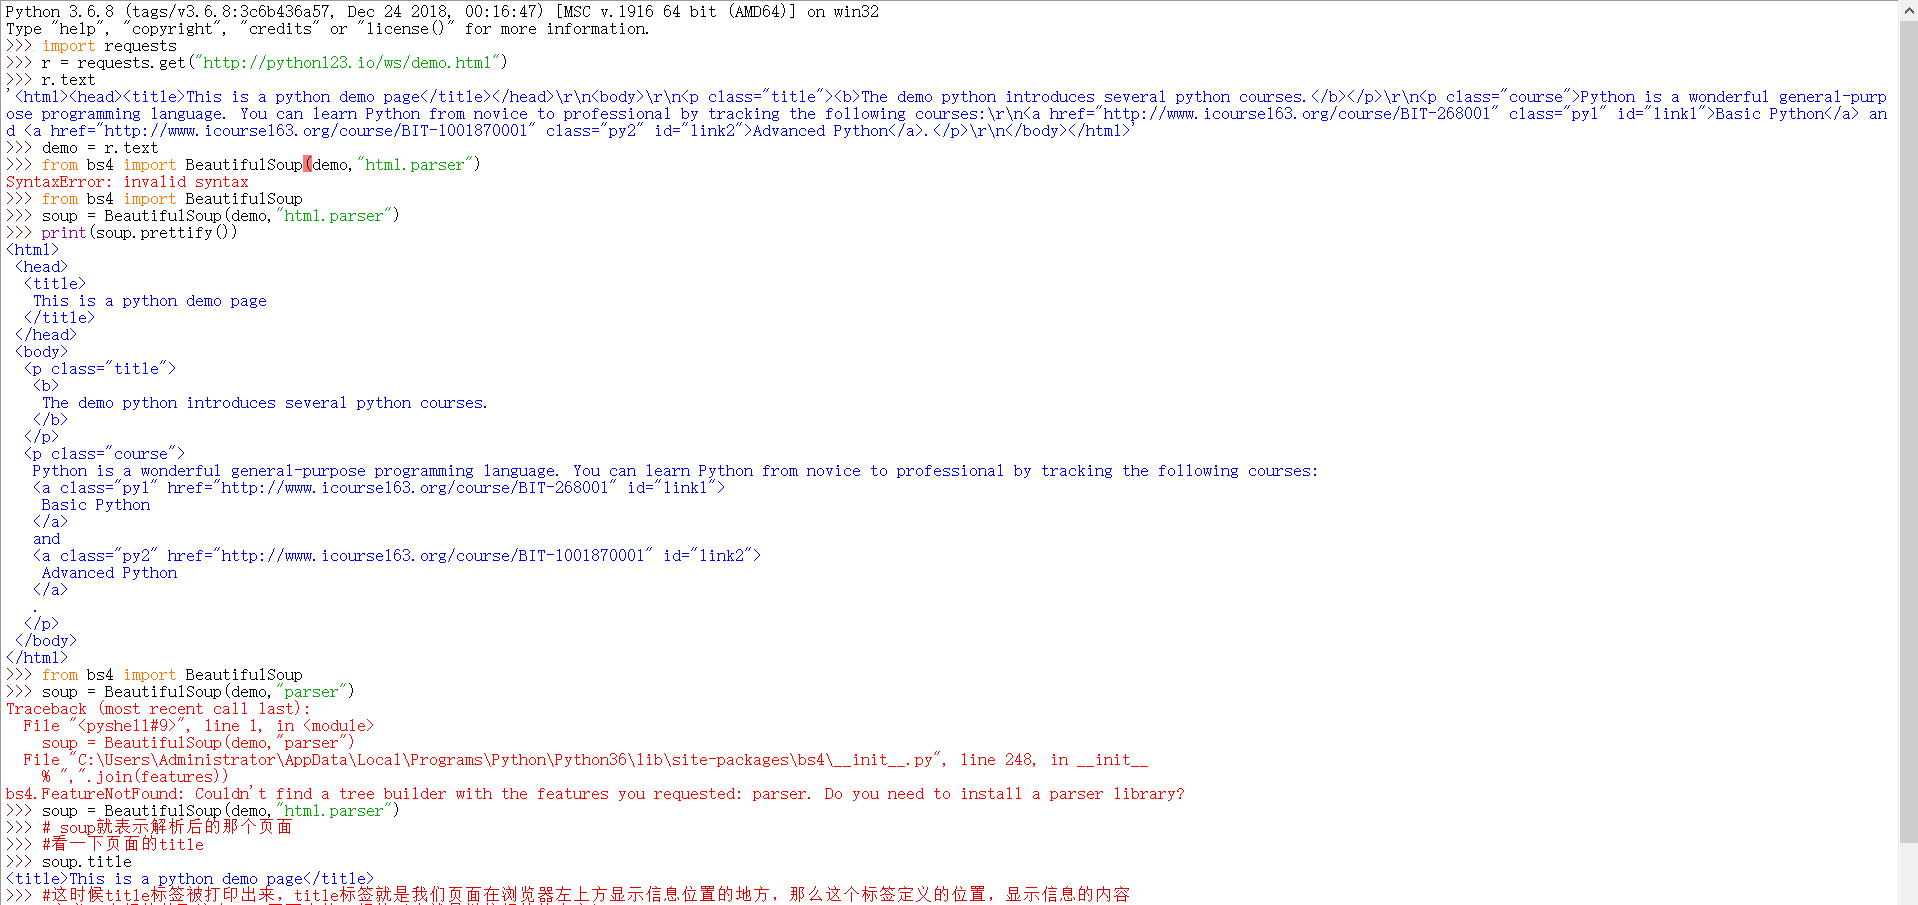 Python 3.6.8 (tags/v3.6.8:3c6b436a57, Dec 24 2018, 00:16:47) [MSC v.1916 64 bit (AMD64)] on win32
Type "help", "copyright", "credits" or "license()" for more information.
>>> import requests
>>> r = requests.get("http://python123.io/ws/demo.html")
>>> r.text
'<html><head><title>This is a python demo page</title></head>\r\n<body>\r\n<p class="title"><b>The demo python introduces several python courses.</b></p>\r\n<p class="course">Python is a wonderful general-purp
ose programming language. You can learn Python from novice to professional by tracking the following courses:\r\n<a href="http://www.icourse163.org/course/BIT-268001" class="py1" id="link1">Basic Python</a> an
d <a href="http://www.icourse163.org/course/BIT-1001870001" class="py2" id="link2">Advanced Python</a>.</p>\r\n</body></html>'
>>> demo = r.text
>>> from bs4 import BeautifulSoup(demo,"html.parser")
SyntaxError: invalid syntax
>>> from bs4 import BeautifulSoup
>>> soup = BeautifulSoup(demo,"html.parser")
>>> print(soup.prettify())
<html>
 <head>
  <title>
   This is a python demo page
  </title>
 </head>
 <body>
  <p class="title">
   <b>
    The demo python introduces several python courses.
   </b>
  </p>
  <p class="course">
   Python is a wonderful general-purpose programming language. You can learn Python from novice to professional by tracking the following courses:
   <a class="py1" href="http://www.icourse163.org/course/BIT-268001" id="link1">
    Basic Python
   </a>
   and
   <a class="py2" href="http://www.icourse163.org/course/BIT-1001870001" id="link2">
    Advanced Python
   </a>
   .
  </p>
 </body>
</html>
>>> from bs4 import BeautifulSoup
>>> soup = BeautifulSoup(demo,"parser")
Traceback (most recent call last):
  File "<pyshell#9>", line 1, in <module>
    soup = BeautifulSoup(demo,"parser")
  File "C:\Users\Administrator\AppData\Local\Programs\Python\Python36\lib\site-packages\bs4\__init__.py", line 248, in __init__
    % ",".join(features))
bs4.FeatureNotFound: Couldn't find a tree builder with the features you requested: parser. Do you need to install a parser library?
>>> soup = BeautifulSoup(demo,"html.parser")
>>> # soup就表示解析后的那个页面
>>> #看一下页面的title
>>> soup.title
<title>This is a python demo page</title>
>>> #这时候title标签被打印出来，title标签就是我们页面在浏览器左上方显示信息位置的地方，那么这个标签定义的位置，显示信息的内容